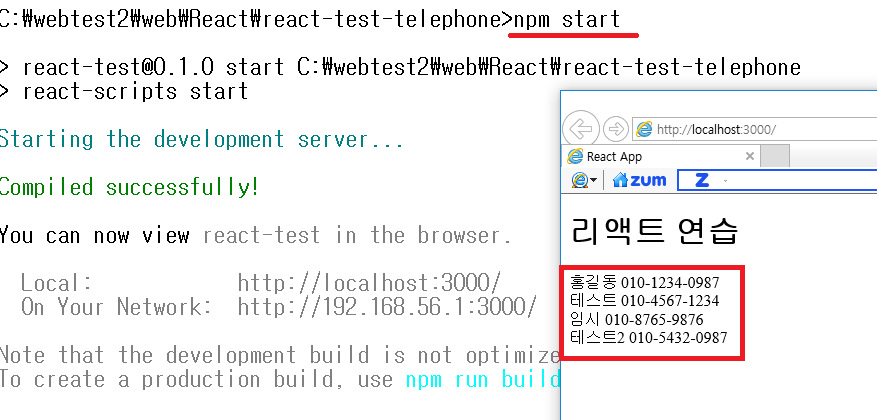 C:\webtest2\web\React\react-test-telephone>npm start
> react-test@0.1.0 start C:\webtest2\web\React\react-test-telephone
> react-scripts start
Starting the development server...
Compiled successfully!
You can now view react-test in the browser.
Local: http://localhost:3000/
On Your Network: http://192.168.56.1:3000/
Note that the development build is not optimize
To create a production build, use npm run build
http://localhost:3000/
React App
zum
Z
리액트 연습
홍길동 010-1234-0987
테스트 010-4567-1234
임시 010-8765-9876
테스트2 010-5432-0987